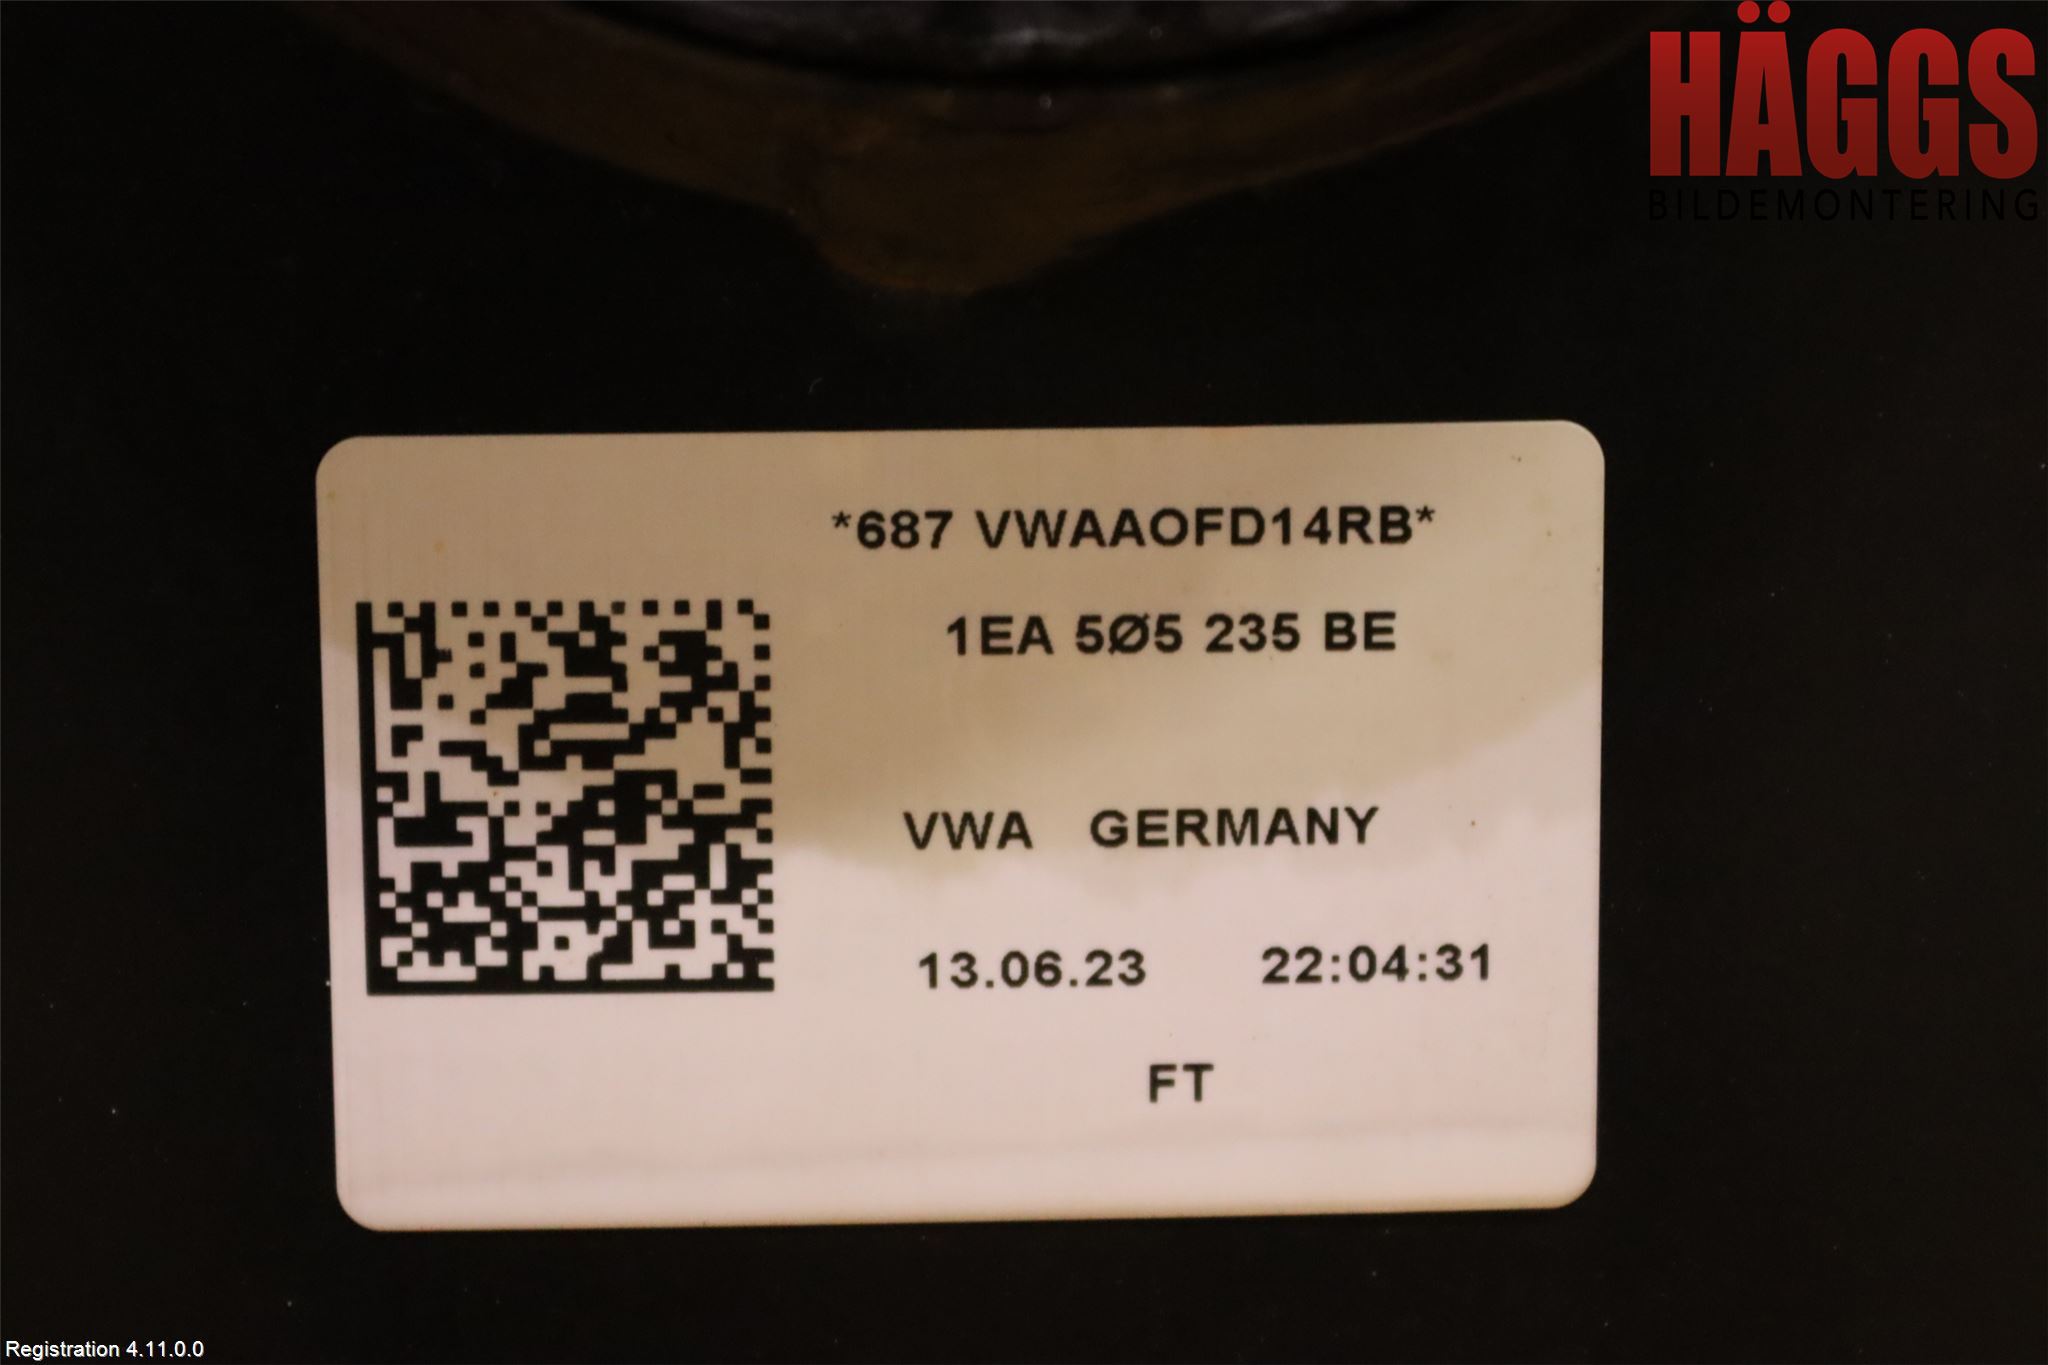 HÄGGS
BILDEMONTERING
*687 VWAAOFD14RB*
1EA 5Ø5 235 BE
VWA GERMANY
13.06.23 22:04:31
FT
Registration 4.11.0.0